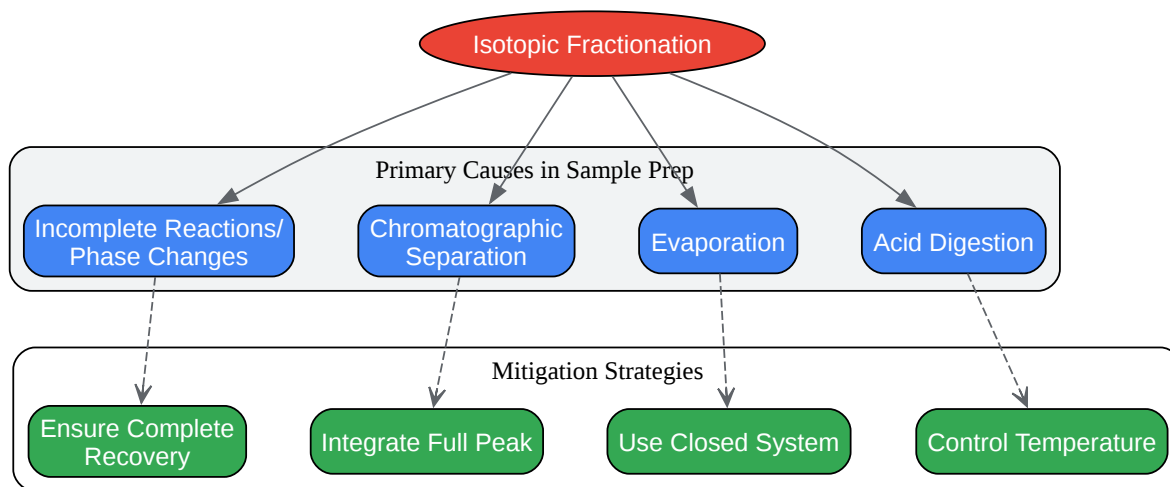 Isotopic Fractionation
Primary Causes in Sample Prep
Incomplete Reactions/
Phase Changes
Chromatographic
Separation
Evaporation
Acid Digestion
Mitigation Strategies
Ensure Complete
Recovery
Integrate Full Peak
Use Closed System
Control Temperature